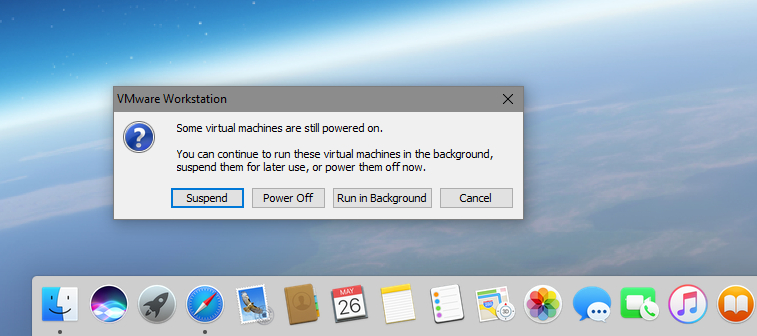 VMware Workstation
Some virtual machines are still powered on.
You can continue to run these virtual machines in the background,
suspend them for later use, or power them off now.
Suspend Power Off Run in Background Cancel
MAY
26
3D